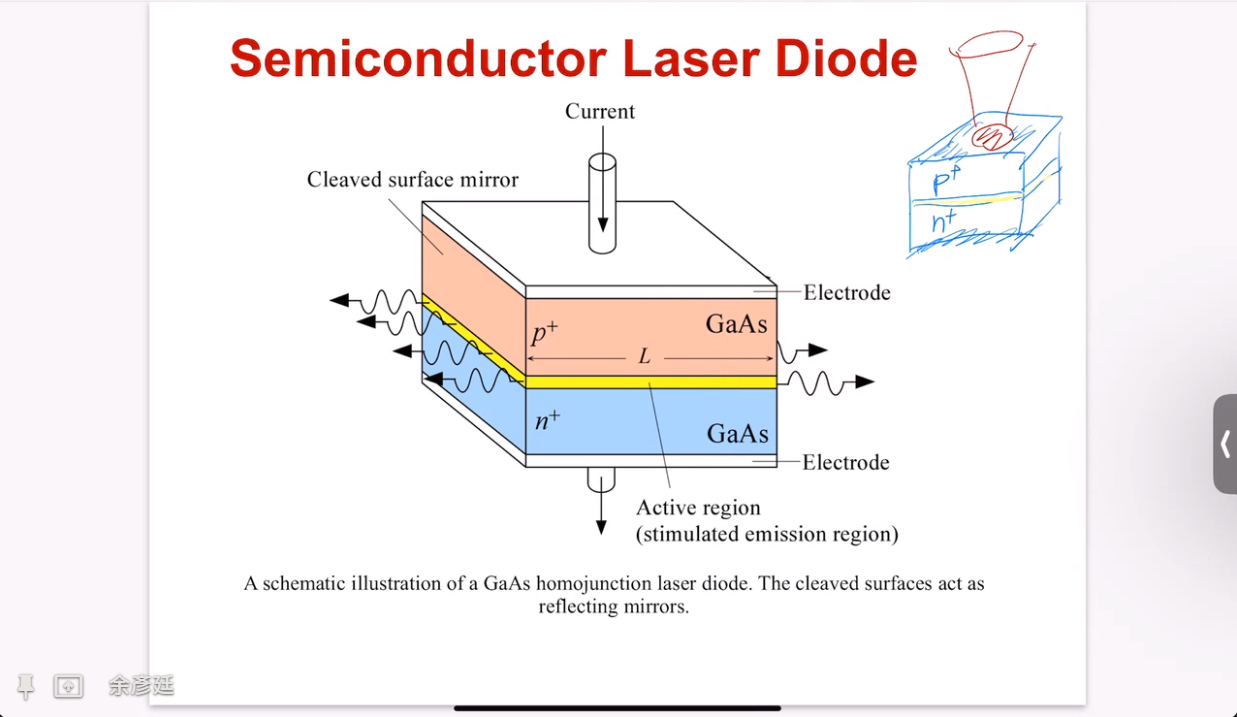 Semiconductor Laser Diode
Current
Cleaved surface mirror
p+
n+
Electrode
p+
GaAs
L
n+
GaAs
Electrode
Active region
(stimulated emission region)
A schematic illustration of a GaAs homojunction laser diode. The cleaved surfaces act as
reflecting mirrors.
余彥廷